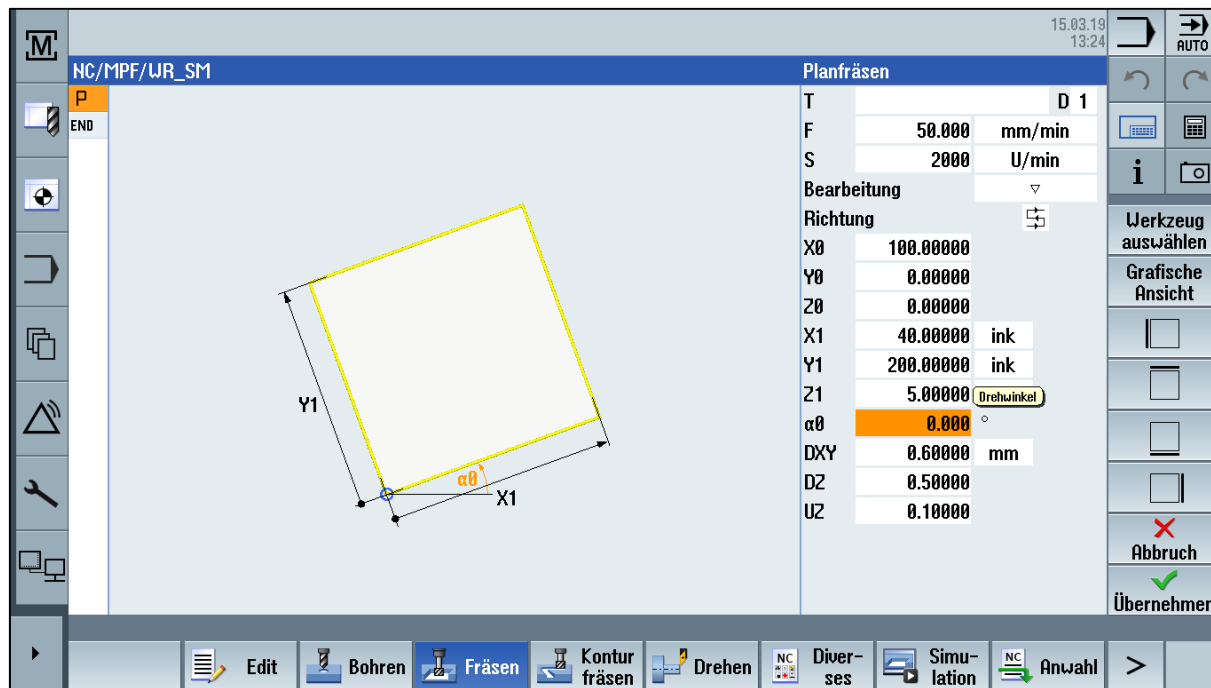 15.03.19
13:24
M
AUTO
NC/MPF/WR_SM
Planfräsen
P
END
T D 1
F 50.000 mm/min
S 2000 U/min
Bearbeitung ▽
Richtung
X0 100.00000
Y0 0.00000
Z0 0.00000
X1 40.00000 ink
Y1 200.00000 ink
Z1 5.00000 Drehwinkel
α0 0.000 °
DXY 0.60000 mm
DZ 0.50000
UZ 0.10000
Y1
α0
X1
i
Werkzeug
auswählen
Grafische
Ansicht
Abbruch
Übernehmen
Edit
Bohren
Fräsen
Kontur
fräsen
Drehen
NC
Diver-
ses
Simu-
lation
NC
Anwahl
>